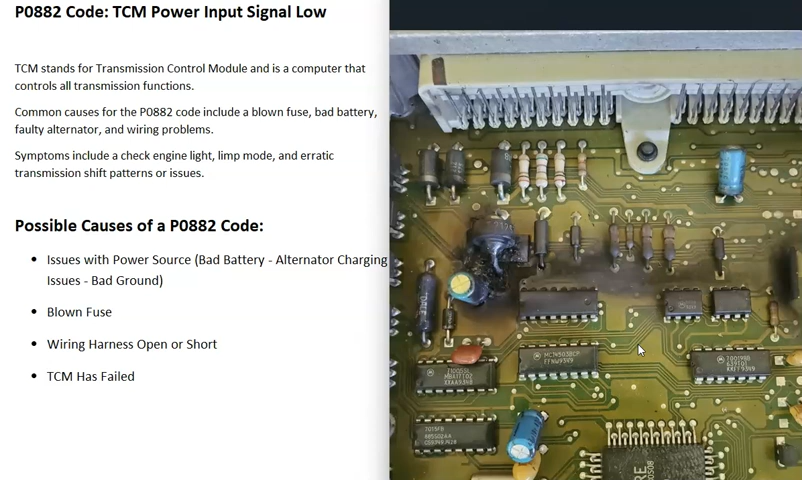 P0882 Code: TCM Power Input Signal Low
TCM stands for Transmission Control Module and is a computer that
controls all transmission functions.
Common causes for the P0882 code include a blown fuse, bad battery,
faulty alternator, and wiring problems.
Symptoms include a check engine light, limp mode, and erratic
transmission shift patterns or issues.
Possible Causes of a P0882 Code:
Issues with Power Source (Bad Battery - Alternator Charging
Issues - Bad Ground)
Blown Fuse
Wiring Harness Open or Short
TCM Has Failed
MC14503BCP